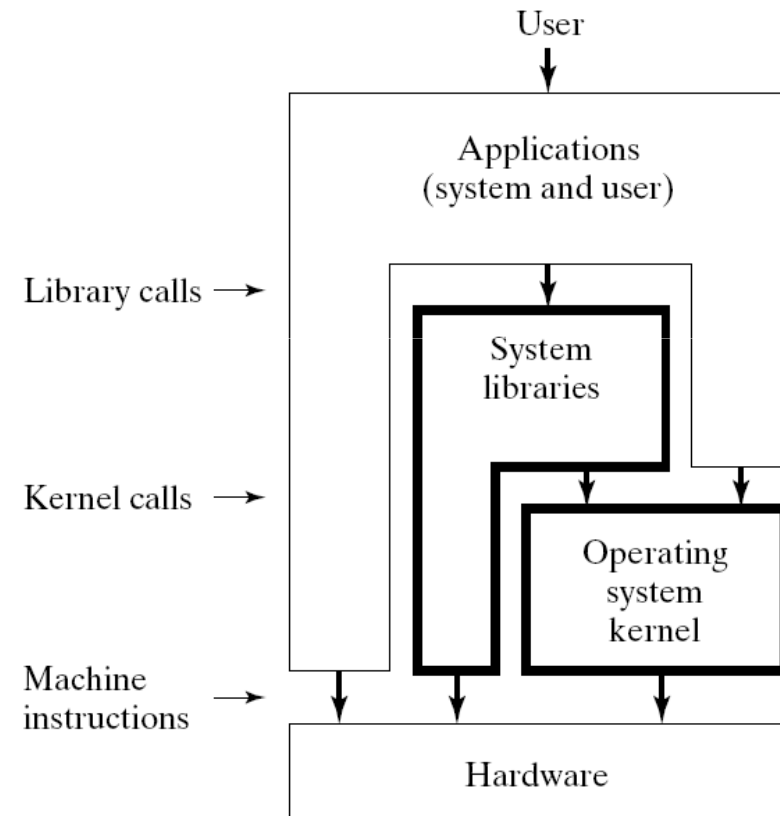 User
Applications
(system and user)
Library calls
System
libraries
Kernel calls
Operating
system
kernel
Machine
instructions
Hardware